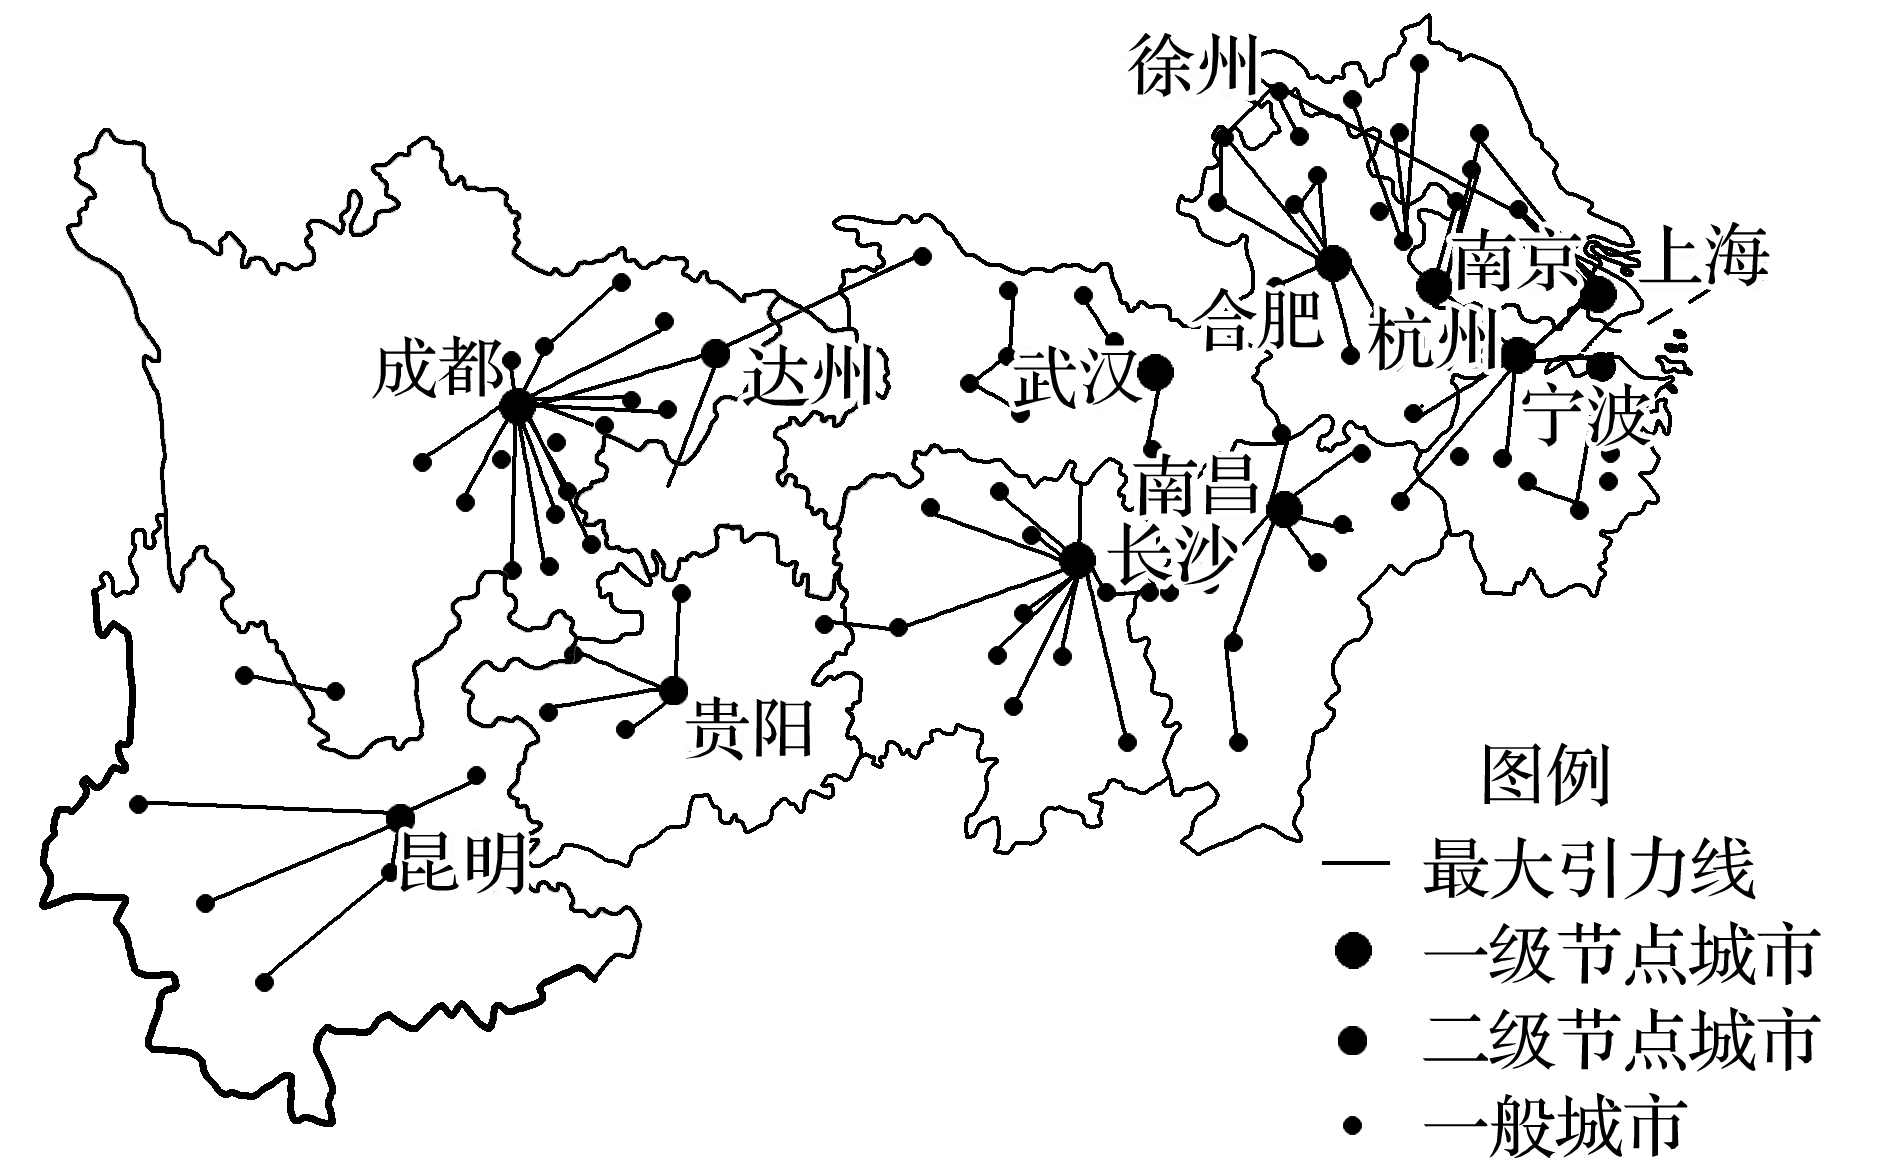 徐州
南京
上海
合肥
杭州
成都
达州
武汉
宁波
南昌
长沙
贵阳
昆明
图例
最大引力线
一级节点城市
二级节点城市
一般城市